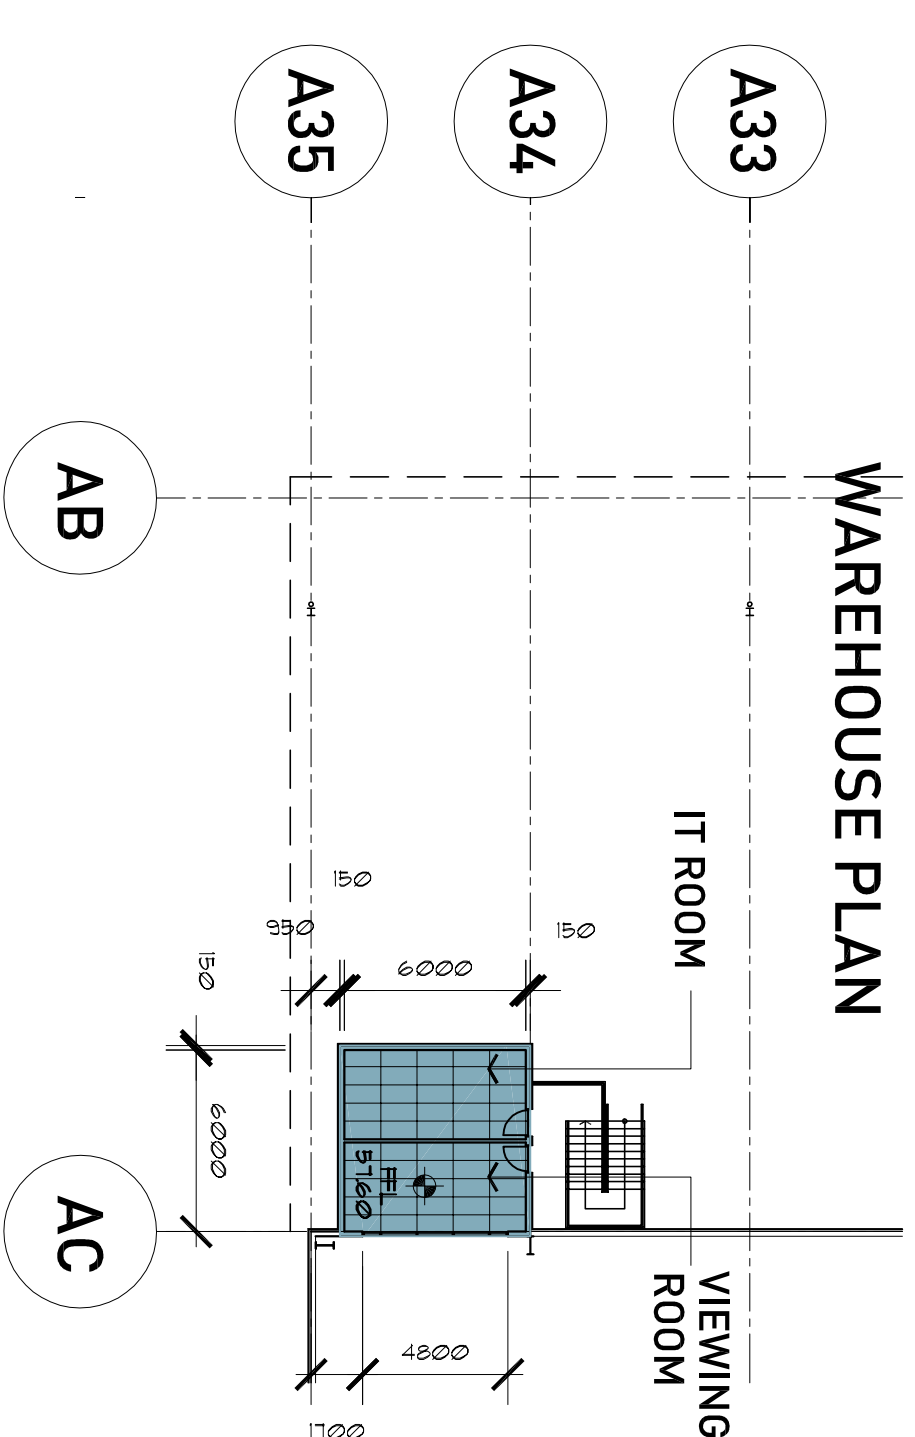 A35
A34
A33
AB
WAREHOUSE PLAN
IT ROOM
150
950
150
6000
150
6000
FFL
5760
AC
VIEWING
ROOM
4800
1700